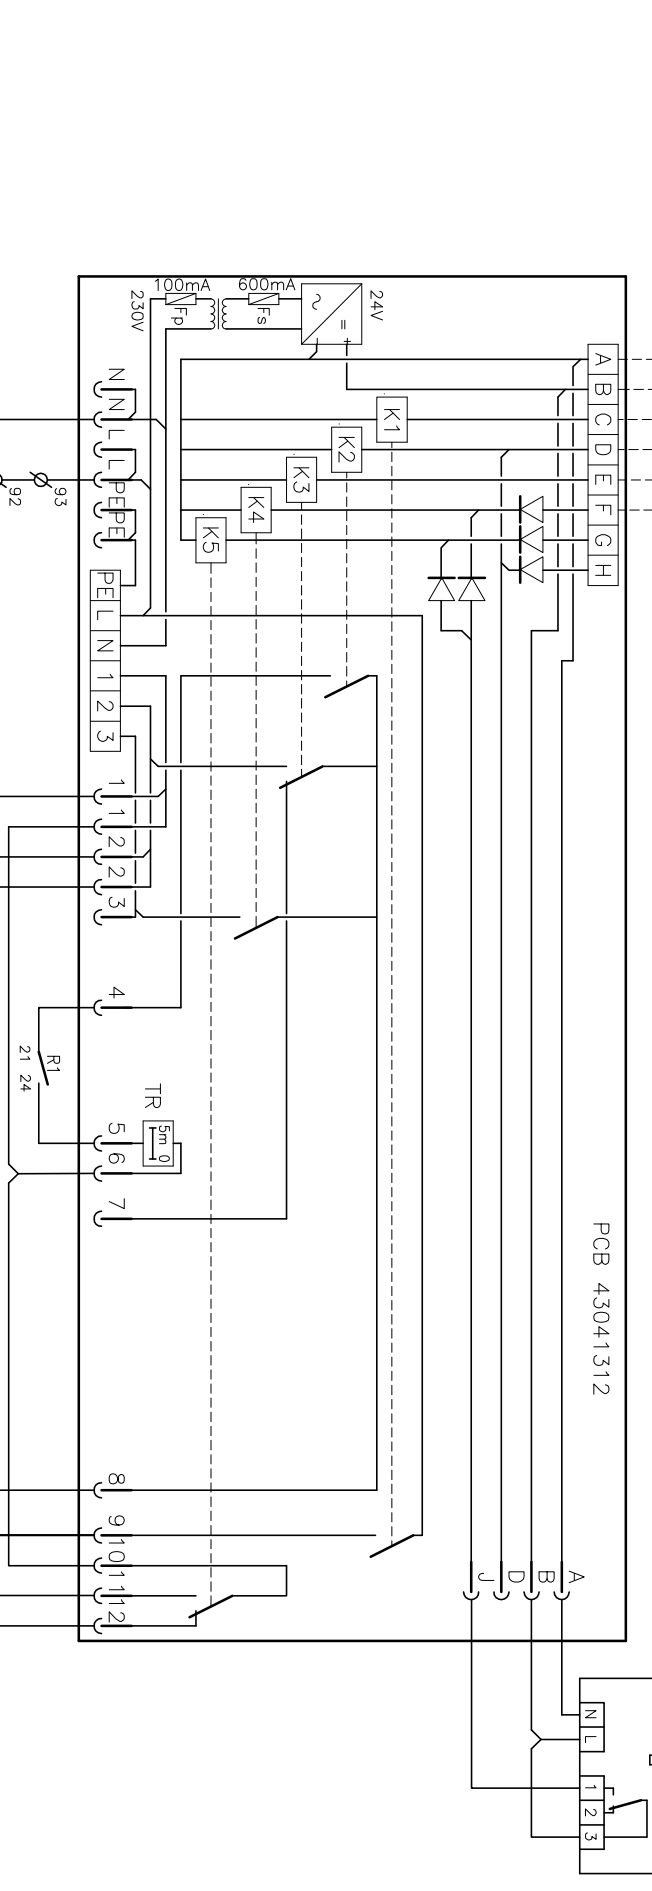 100mA
600mA
230V
Fp
Fs
24V
~
=
- +
A
B
C
D
E
F
G
H
N
N
L
L
PE
PE
92
93
K1
K2
K3
K4
K5
PE
L
N
1
2
3
1
1
2
2
3
4
R1
21 24
TR
5m 0
5
6
7
PCB 43041312
8
9
10
11
12
J
D
B
A
N
L
1
2
3